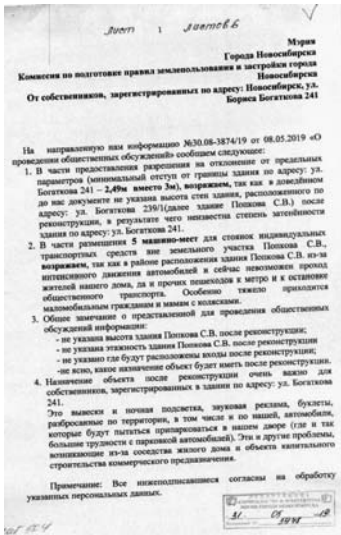 Лист 1 листов 6
Мэрия
Города Новосибирска
Комиссия по подготовке правил землепользования и застройки города
Новосибирска
От собственников, зарегистрированных по адресу: Новосибирск, ул.
Бориса Богаткова 241
На направленную нам информацию №30.08-3874/19 от 08.05.2019 «О
проведении общественных обсуждений» сообщаем следующее:
1. В части предоставления разрешения на отклонение от предельных
параметров (минимальный отступ от границы здания по адресу: ул.
Богаткова 241 – 2,49м вместо 3м), возражаем, так как в доведённом
до нас документе не указана высота стен здания, расположенного по
адресу: ул. Богаткова 239/1(далее здание Попкова С.В.) после
реконструкции, в результате чего неизвестна степень затенённости
здания по адресу: ул. Богаткова 241.
2. В части размещения 5 машино-мест для стоянок индивидуальных
транспортных средств вне земельного участка Попкова С.В.,
возражаем, так как в районе расположения здания Попкова С.В. из-за
интенсивного движения автомобилей и сейчас невозможен проход
жителей нашего дома, да и прочих пешеходов к метро и к остановке
общественного транспорта. Особенно тяжело приходится
маломобильным гражданам и мамам с колясками.
3. Общее замечание о представленной для проведения общественных
обсуждений информации:
- не указана высота здания Попкова С.В. после реконструкции;
- не указана этажность здания Попкова С.В. после реконструкции
- не указано где будут расположены входы после реконструкции;
-не ясно, какое назначение объект будет иметь после реконструкции.
4. Назначение объекта после реконструкции очень важно для
собственников, зарегистрированных в здании по адресу: ул. Богаткова
241.
Это вывески и ночная подсветка, звуковая реклама, буклеты,
разбросанные по территории, в том числе и по нашей, автомобили,
которые будут пытаться припарковаться в нашем дворе (где и так
большие трудности с парковкой автомобилей). Эти и другие проблемы,
возникающие из-за соседства жилого дома и объекта капитального
строительства коммерческого предназначения.
Примечание: Все нижеподписавшиеся согласны на обработку
указанных персональных данных.
31 05 19